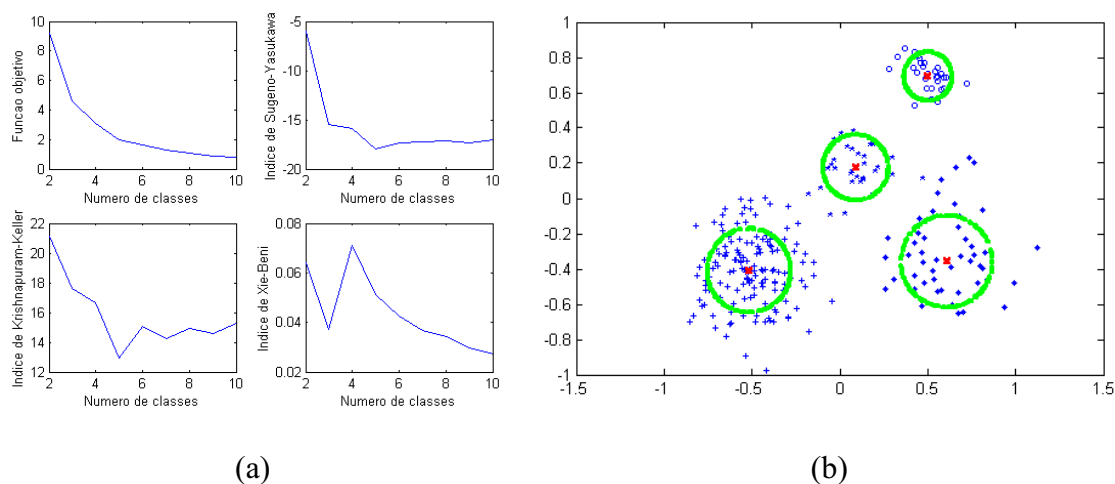 Funcao objetivo
10
8
6
4
2
0
2 4 6 8 10
Numero de classes
Indice de Sugeno-Yasukawa
-5
-10
-15
-20
2 4 6 8 10
Numero de classes
Indice de Krishnapuram-Keller
22
20
18
16
14
12
2 4 6 8 10
Numero de classes
Indice de Xie-Beni
0.08
0.06
0.04
0.02
2 4 6 8 10
Numero de classes
(a)
1
0.8
0.6
0.4
0.2
0
-0.2
-0.4
-0.6
-0.8
-1
-1.5 -1 -0.5 0 0.5 1 1.5
(b)